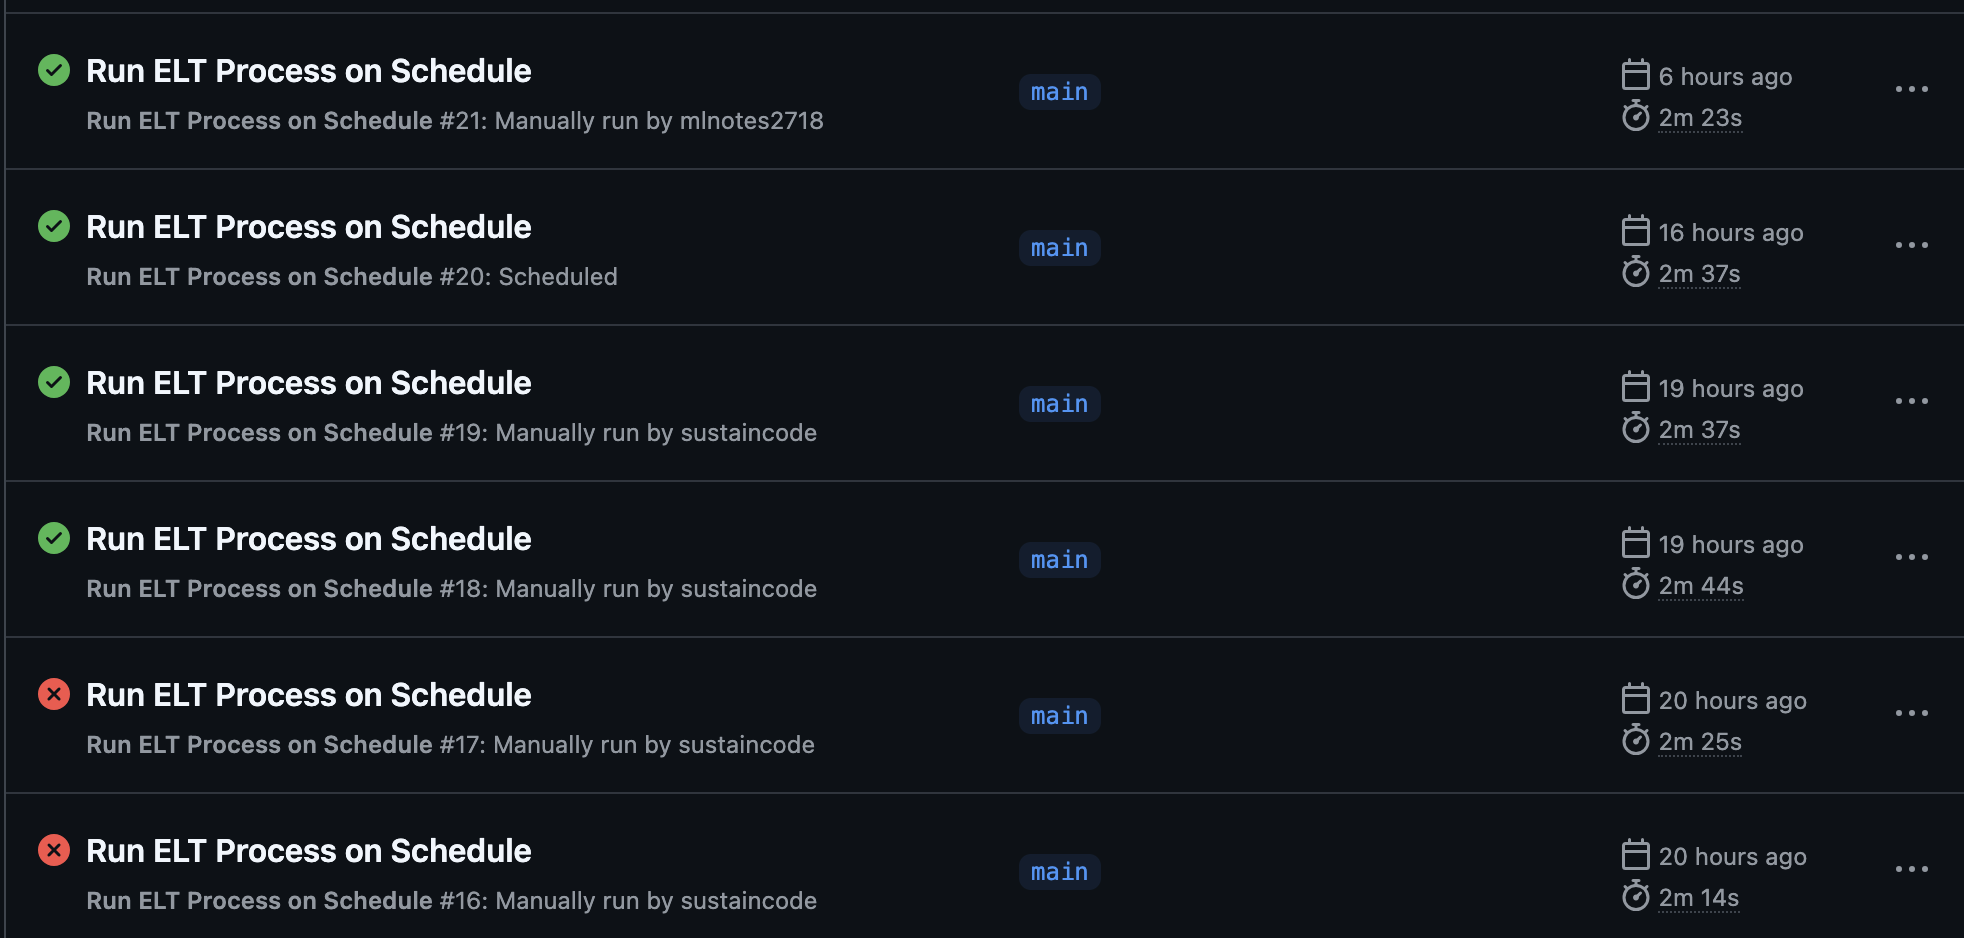 Run ELT Process on Schedule
Run ELT Process on Schedule #21: Manually run by mlnotes2718
main
6 hours ago
2m 23s
Run ELT Process on Schedule
Run ELT Process on Schedule #20: Scheduled
main
16 hours ago
2m 37s
Run ELT Process on Schedule
Run ELT Process on Schedule #19: Manually run by sustaincode
main
19 hours ago
2m 37s
Run ELT Process on Schedule
Run ELT Process on Schedule #18: Manually run by sustaincode
main
19 hours ago
2m 44s
Run ELT Process on Schedule
Run ELT Process on Schedule #17: Manually run by sustaincode
main
20 hours ago
2m 25s
Run ELT Process on Schedule
Run ELT Process on Schedule #16: Manually run by sustaincode
main
20 hours ago
2m 14s